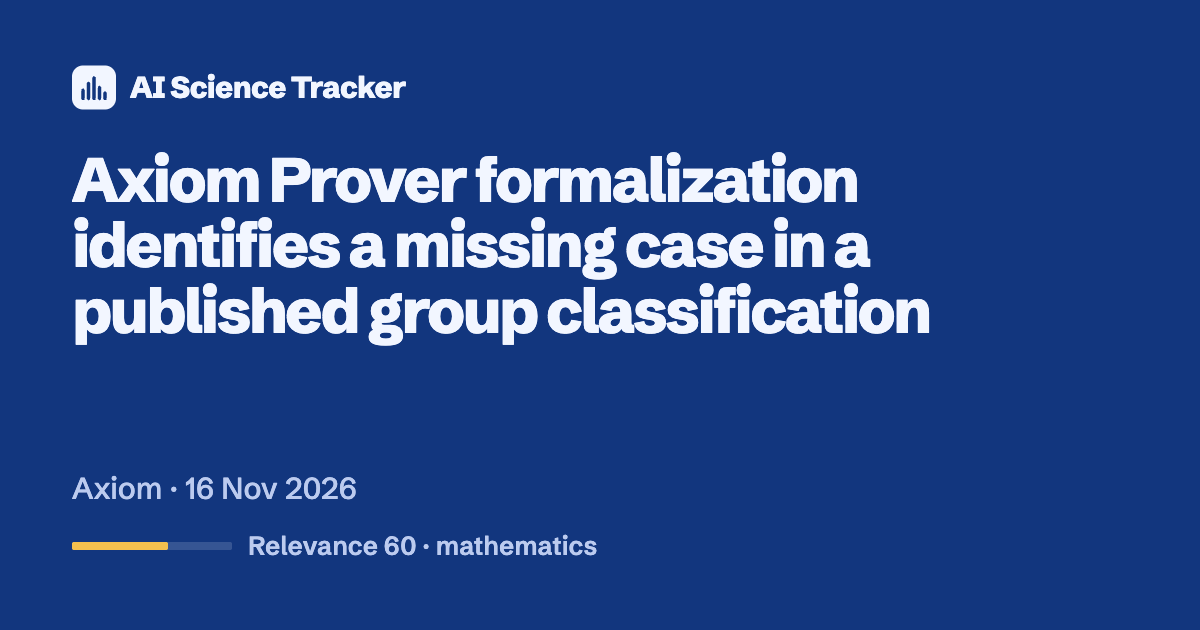 AI Science Tracker
Axiom Prover formalization
identifies a missing case in a
published group classification
Axiom · 16 Nov 2026
Relevance 60 · mathematics